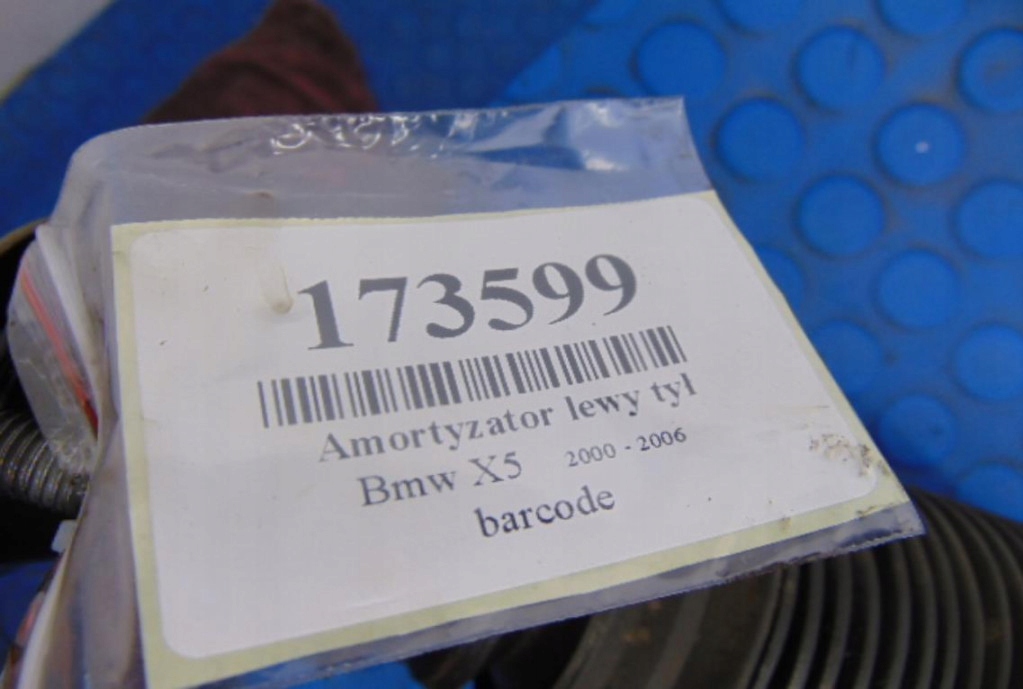 173599
Amortyzator lewy tył
Bmw X5 2000 - 2006
barcode